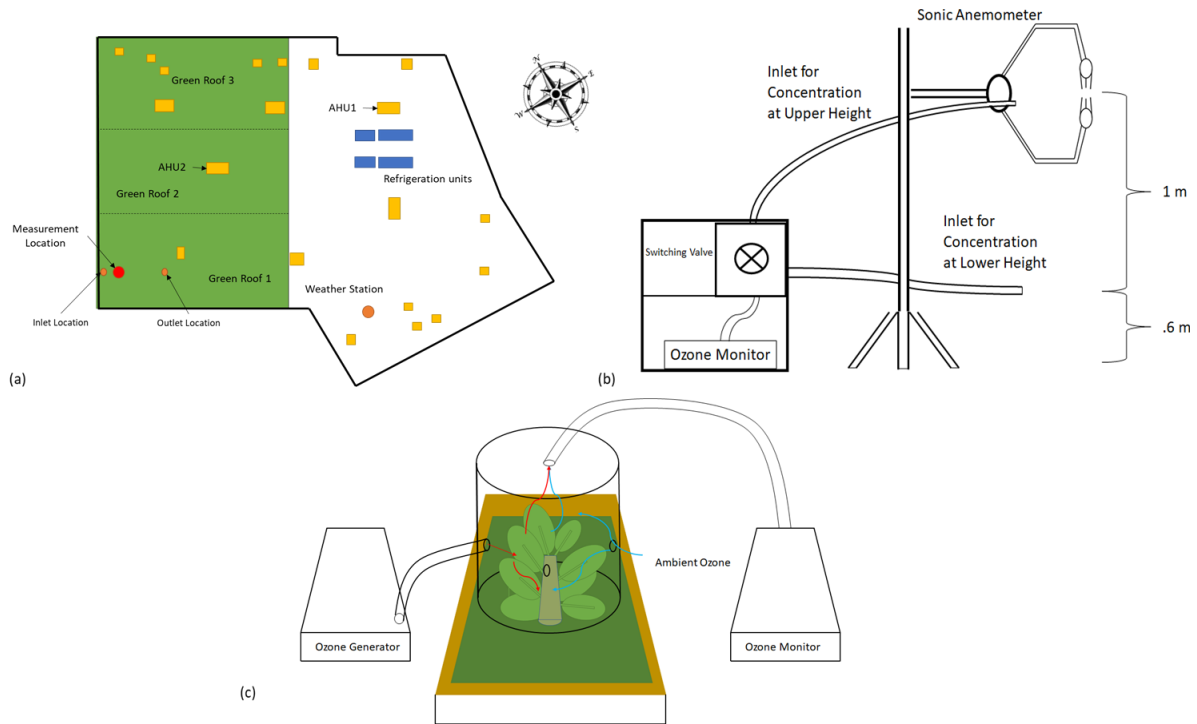 Green Roof 3
AHU1
AHU2
Green Roof 2
Refrigeration units
Measurement
Location
Green Roof 1
Inlet Location
Outlet Location
Weather Station
N
E
S
(a)
Sonic Anemometer
Inlet for
Concentration
at Upper Height
1 m
Inlet for
Concentration
at Lower Height
Switching Valve
.6 m
Ozone Monitor
(b)
Ambient Ozone
Ozone Generator
Ozone Monitor
(c)